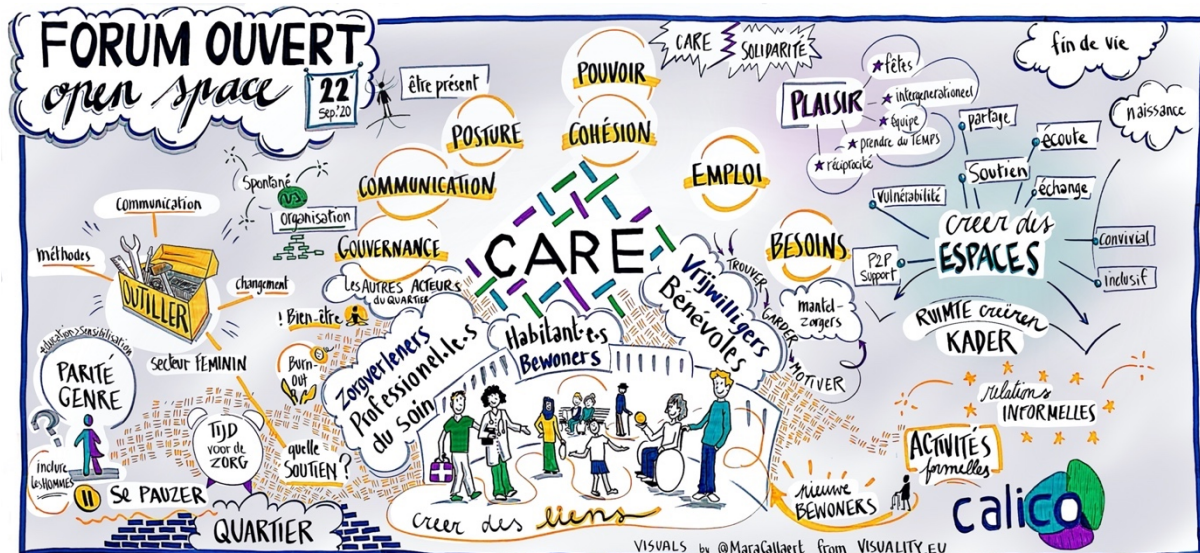 FORUM OUVERT
open space
22
Sep.'20
être présent
POSTURE
POUVOIR
COHÉSION
CARE
SOLIDARITÉ
PLAISIR
fêtes
intergenerationeel
équipe
prendre du TEMPS
réciprocité
fin de vie
naissance
partage
écoute
Soutien
échange
Vulnérabilité
creer des
ESPACES
convivial
inclusif
P2P
Support
RUIMTE creëren
KADER
COMMUNICATION
GOUVERNANCE
EMPLOI
BESOINS
CARE
Spontané
organisation
Communication
méthodes
OUTILLER
changement
secteur FÉMININ
! Bien-être
Burn-
Out
Les AUTRES ACTEURS
DU QUARTIER
Zorgverleners
Professionnel.le.s
du soin
Habitant·e·s
Bewoners
Vrijwilligers
Bénévoles
TROUVER
GARDER
MOTIVER
mantel-
zorgers
éducation>Sensibilisation
PARITÉ
GENRE
?
inclure
Les HOMMES
TIJD
VOOR de
ZORG
quelle
SOUTIEN ?
SE PAUZER
QUARTIER
creer des liens
relations
INFORMELLES
ACTIVITÉS
formelles
nieuwe
BEWONERS
calico
VISUALS by @MaraCallaert from VISUALITY.EU